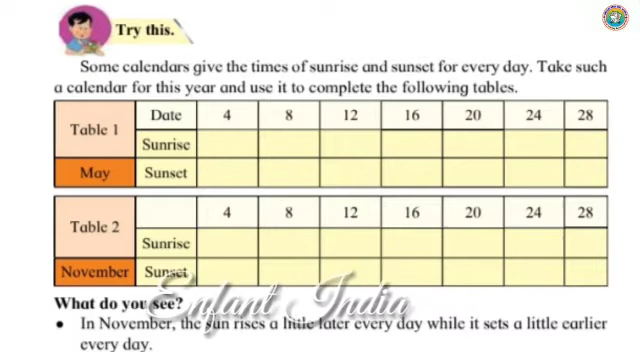 Try this.
Some calendars give the times of sunrise and sunset for every day. Take such
a calendar for this year and use it to complete the following tables.
Table 1 Date 4 8 12 16 20 24 28
Sunrise
May Sunset
Table 2 4 8 12 16 20 24 28
Sunrise
November Sunset
Enfant India
What do you see?
• In November, the sun rises a little later every day while it sets a little earlier
every day.